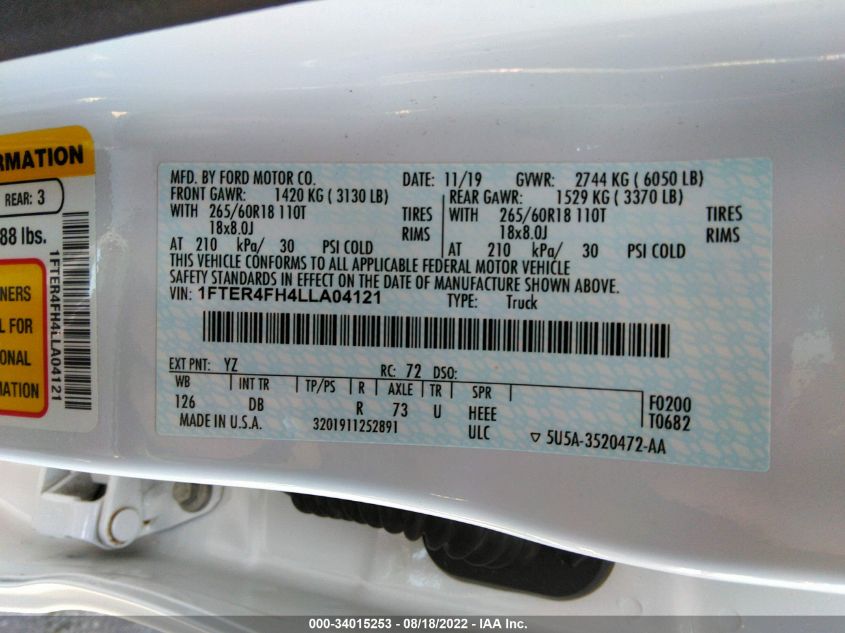 RMATION
REAR: 3
88 lbs.
NERS
L FOR
ONAL
MATION
1FTER4FH4LLA04121
MFD. BY FORD MOTOR CO. DATE: 11/19 GVWR: 2744 KG ( 6050 LB)
FRONT GAWR: 1420 KG ( 3130 LB) REAR GAWR: 1529 KG ( 3370 LB)
WITH 265/60R18 110T TIRES WITH 265/60R18 110T TIRES
18x8.0J RIMS 18x8.0J RIMS
AT 210 kPa/ 30 PSI COLD AT 210 kPa/ 30 PSI COLD
THIS VEHICLE CONFORMS TO ALL APPLICABLE FEDERAL MOTOR VEHICLE
SAFETY STANDARDS IN EFFECT ON THE DATE OF MANUFACTURE SHOWN ABOVE.
VIN: 1FTER4FH4LLA04121 TYPE: Truck
EXT PNT: YZ RC: 72 DSO:
WB INT TR TP/PS R AXLE TR SPR F0200
126 DB R 73 U HEEE T0682
MADE IN U.S.A. 3201911252891 ULC ▽ 5U5A-3520472-AA
000-34015253 - 08/18/2022 - IAA Inc.